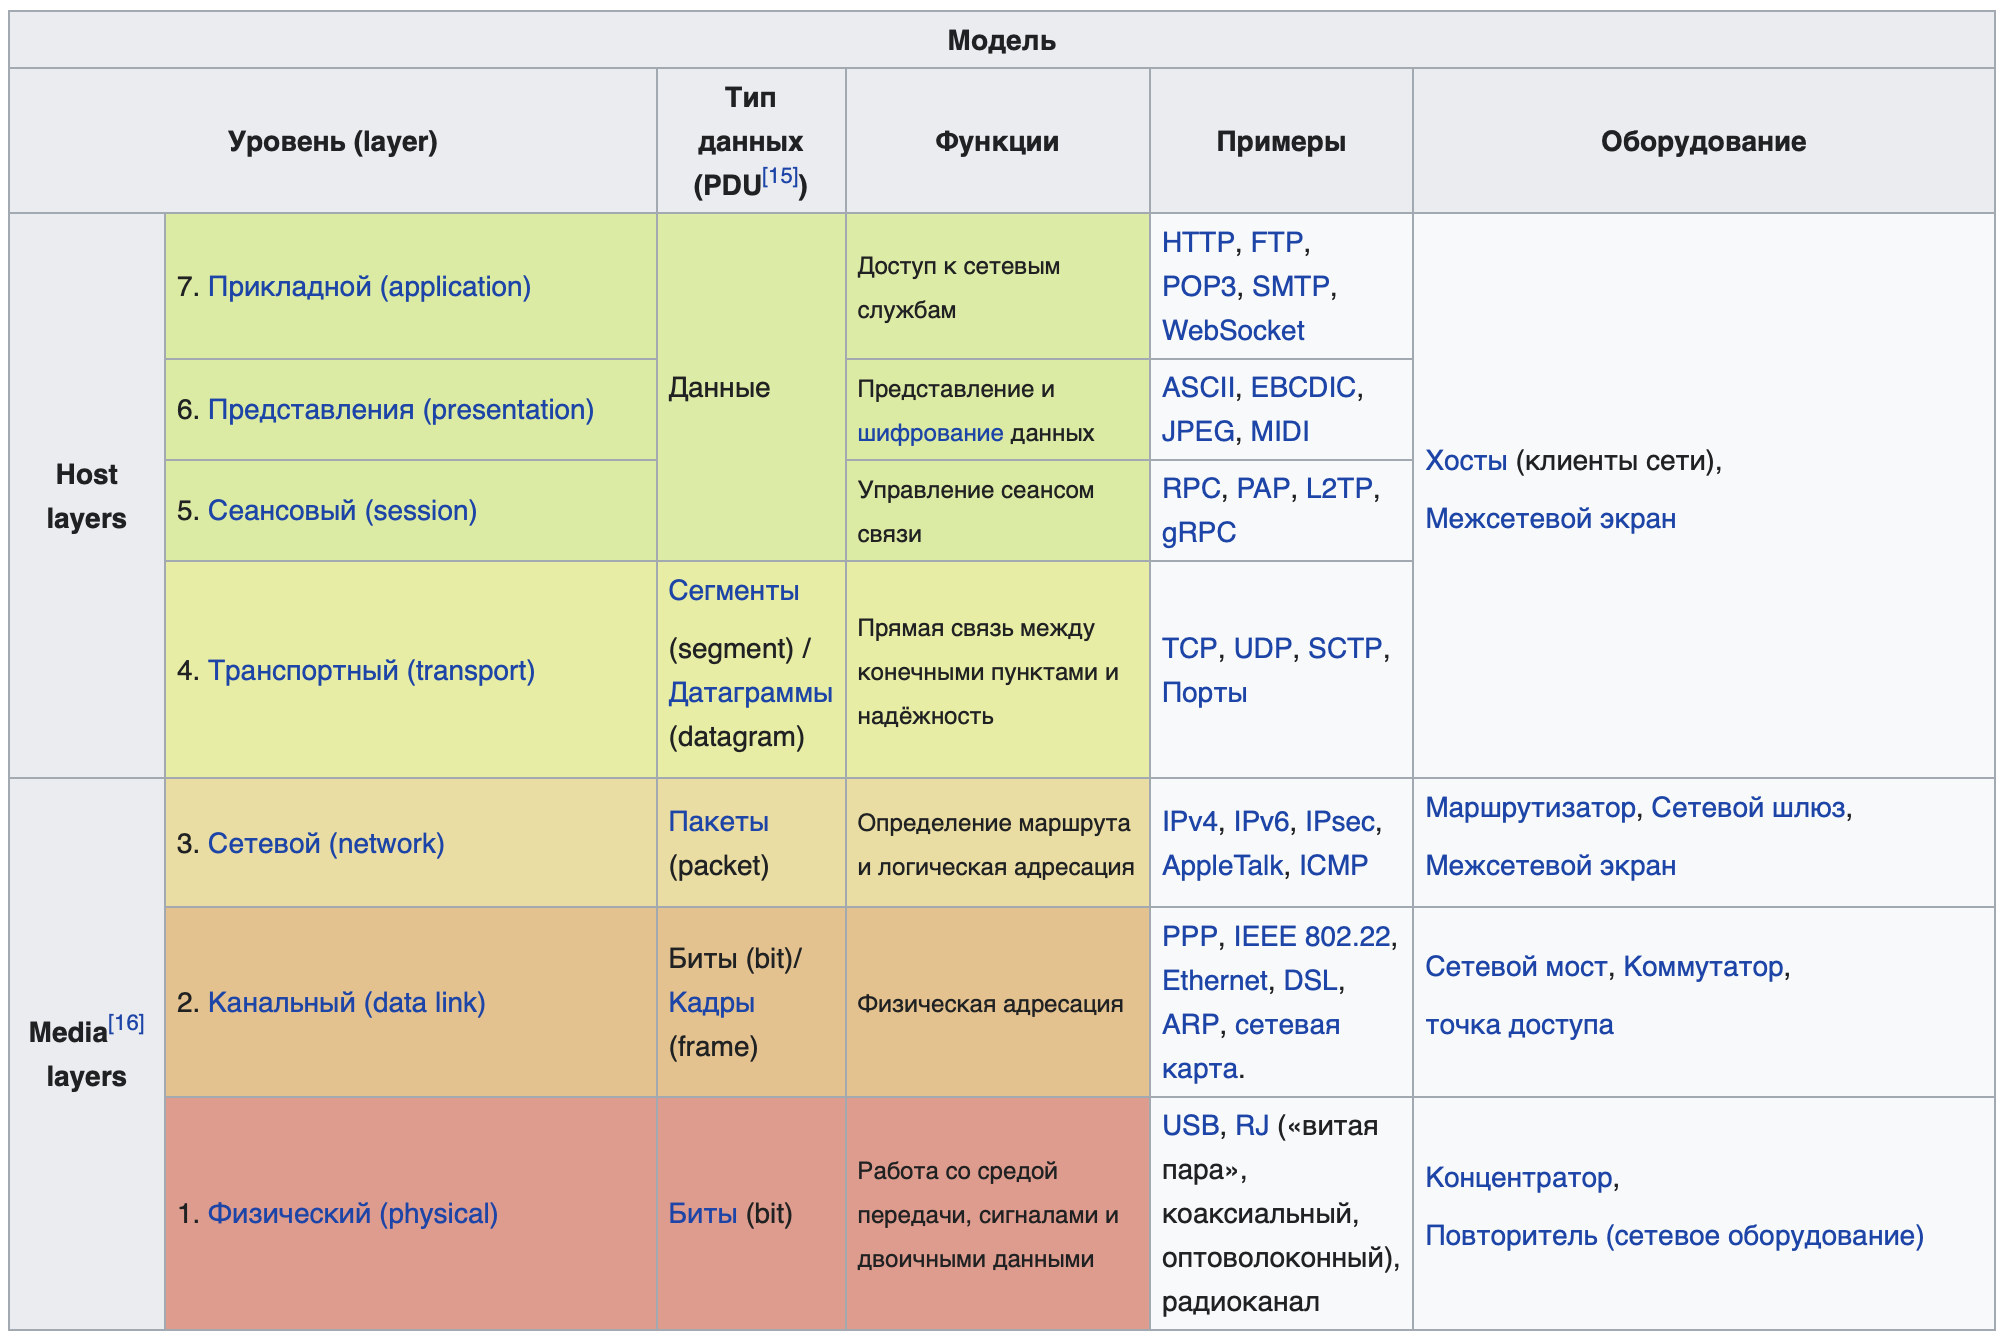 Модель
Уровень (layer)
Тип
данных
(PDU[15])
Функции
Примеры
Оборудование
Host
layers
7. Прикладной (application)
Данные
Доступ к сетевым
службам
HTTP, FTP,
POP3, SMTP,
WebSocket
Хосты (клиенты сети),
Межсетевой экран
6. Представления (presentation)
Представление и
шифрование данных
ASCII, EBCDIC,
JPEG, MIDI
5. Сеансовый (session)
Управление сеансом
связи
RPC, PAP, L2TP,
gRPC
4. Транспортный (transport)
Сегменты
(segment) /
Датаграммы
(datagram)
Прямая связь между
конечными пунктами и
надёжность
TCP, UDP, SCTP,
Порты
Media[16]
layers
3. Сетевой (network)
Пакеты
(packet)
Определение маршрута
и логическая адресация
IPv4, IPv6, IPsec,
AppleTalk, ICMP
Маршрутизатор, Сетевой шлюз,
Межсетевой экран
2. Канальный (data link)
Биты (bit)/
Кадры
(frame)
Физическая адресация
PPP, IEEE 802.22,
Ethernet, DSL,
ARP, сетевая
карта.
Сетевой мост, Коммутатор,
точка доступа
1. Физический (physical)
Биты (bit)
Работа со средой
передачи, сигналами и
двоичными данными
USB, RJ («витая
пара»,
коаксиальный,
оптоволоконный),
радиоканал
Концентратор,
Повторитель (сетевое оборудование)